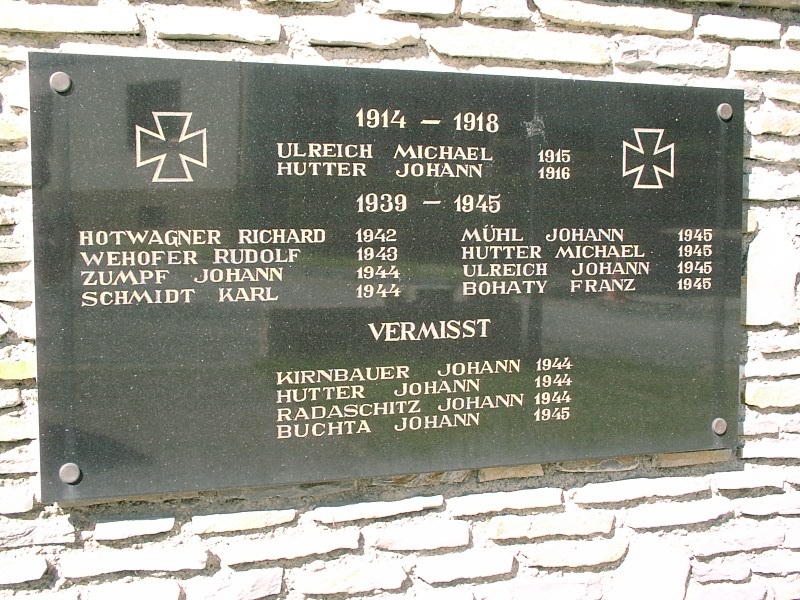 1914 – 1918
ULREICH MICHAEL 1915
HUTTER JOHANN 1916
1939 – 1945
HOTWAGNER RICHARD 1942
WEHOFER RUDOLF 1943
ZUMPF JOHANN 1944
SCHMIDT KARL 1944
MÜHL JOHANN 1945
HUTTER MICHAEL 1945
ULREICH JOHANN 1945
BOHATY FRANZ 1945
VERMISST
KIRNBAUER JOHANN 1944
HUTTER JOHANN 1944
RADASCHITZ JOHANN 1944
BUCHTA JOHANN 1945